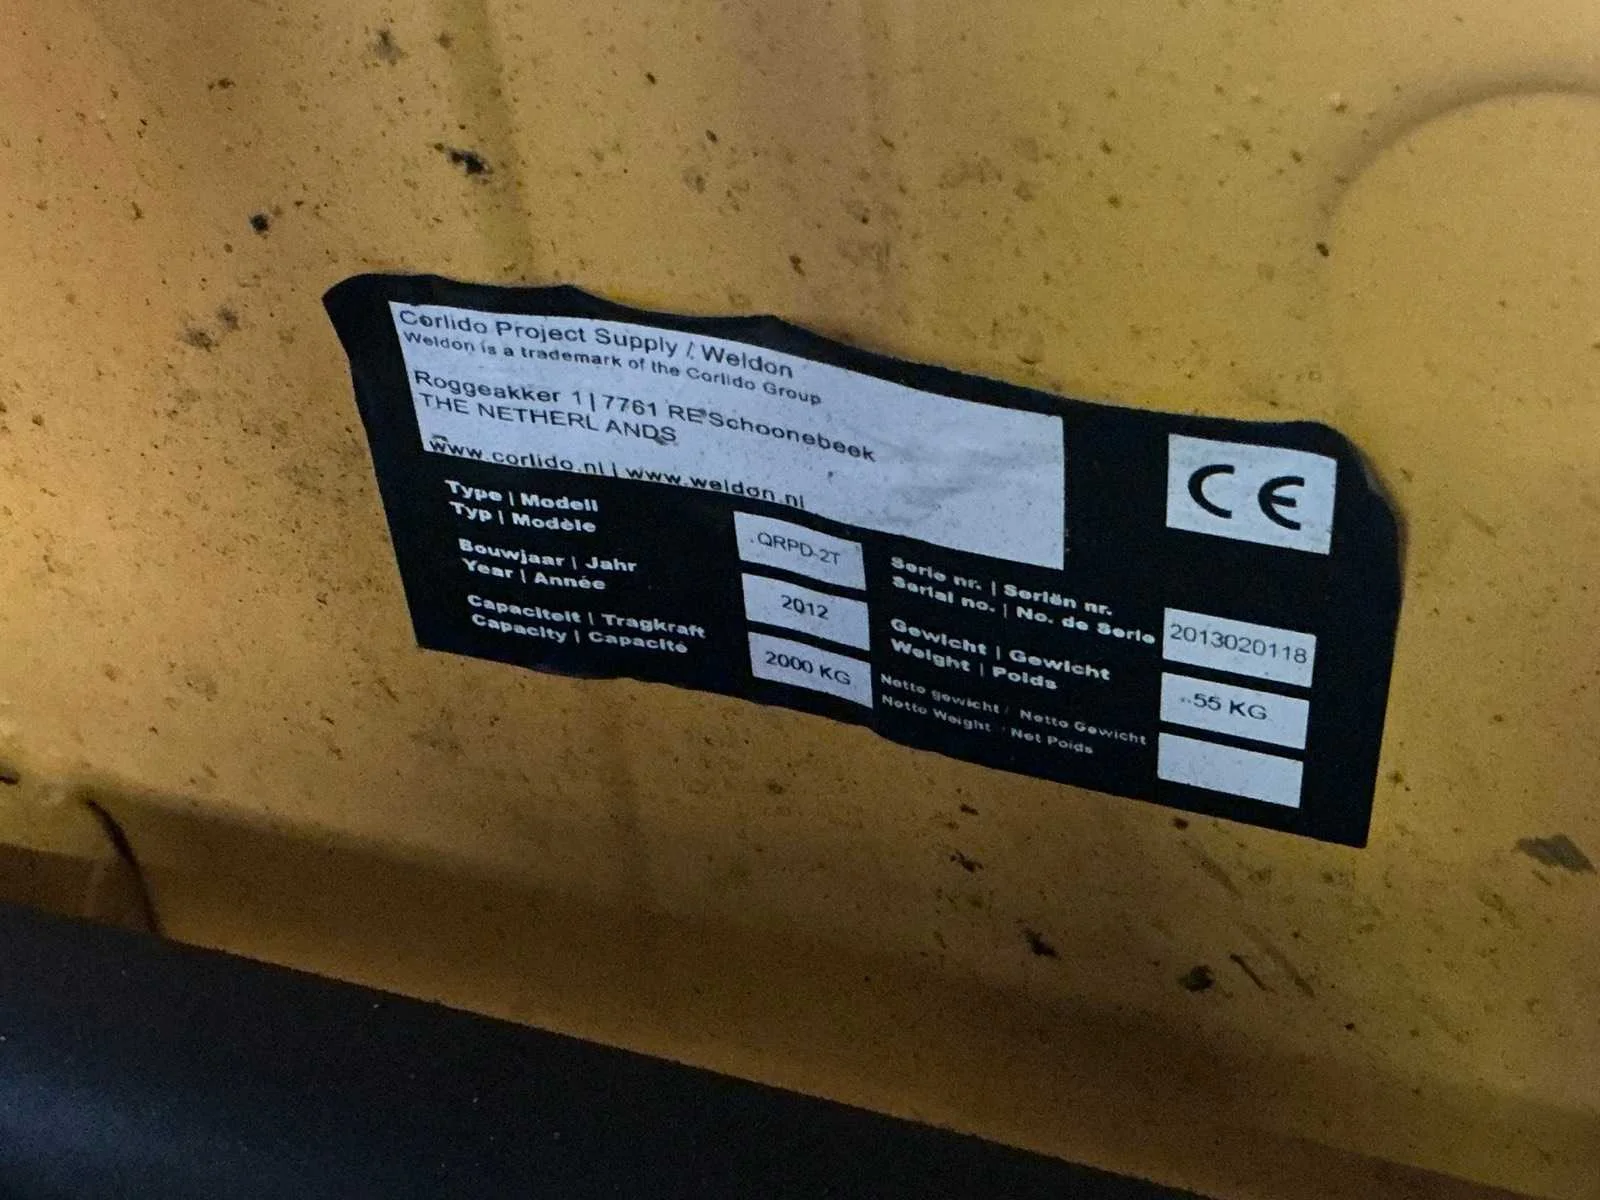 Corlido Project Supply / Weldon
Weldon is a trademark of the Corlido Group
Roggeakker 1 | 7761 RE Schoonebeek
THE NETHERLANDS
www.corlido.nl | www.weldon.nl
CE
Type | Modell
Typ | Modèle
QRPD-2T
Bouwjaar | Jahr
Year | Année
2012
Capaciteit | Tragkraft
Capacity | Capacité
2000 KG
Serie nr. | Seriën nr.
Serial no. | No. de Serie
2013020118
Gewicht | Gewicht
Weight | Poids
55 KG
Netto gewicht / Netto Gewicht
Netto Weight / Net Poids